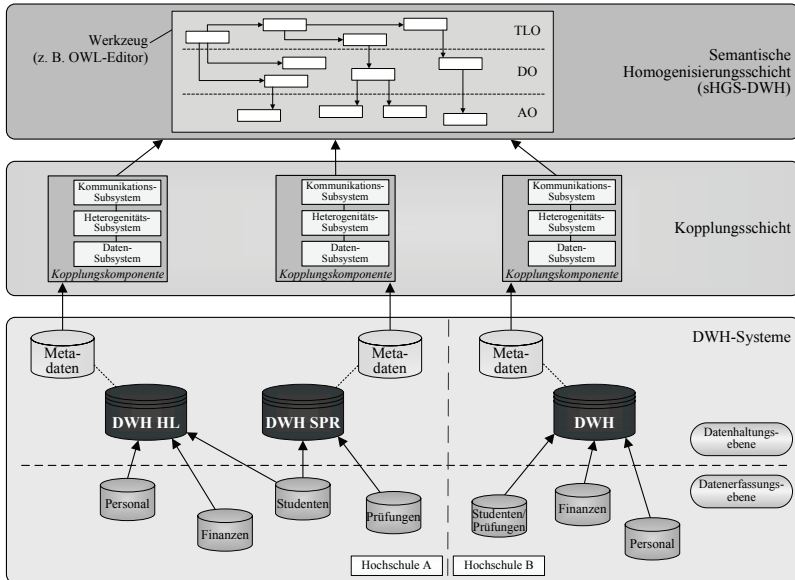 Werkzeug
(z. B. OWL-Editor)
TLO
DO
AO
Semantische
Homogenisierungsschicht
(sHGS-DWH)
Kommunikations-
Subsystem
Heterogenitäts-
Subsystem
Daten-
Subsystem
Kopplungskomponente
Kommunikations-
Subsystem
Heterogenitäts-
Subsystem
Daten-
Subsystem
Kopplungskomponente
Kommunikations-
Subsystem
Heterogenitäts-
Subsystem
Daten-
Subsystem
Kopplungskomponente
Kopplungsschicht
DWH-Systeme
Meta-
daten
Meta-
daten
Meta-
daten
DWH HL
DWH SPR
DWH
Datenhaltungs-
ebene
Datenerfassungs-
ebene
Personal
Finanzen
Studenten
Prüfungen
Studenten/
Prüfungen
Finanzen
Personal
Hochschule A
Hochschule B